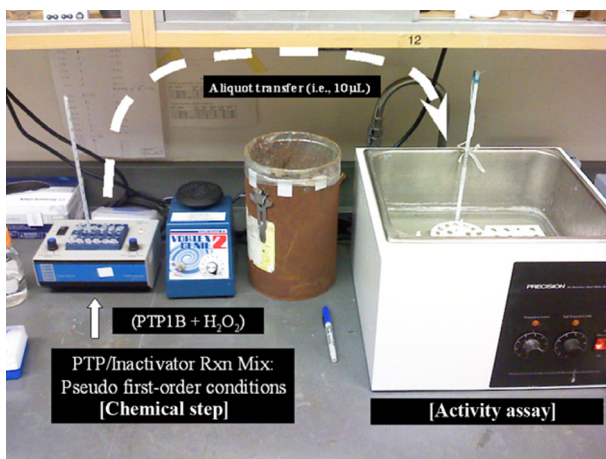 12
Aliquot transfer (i.e., 10µL)
VORTEX
GENIE 2
PRECISION
(PTP1B + H₂O₂)
PTP/Inactivator Rxn Mix:
Pseudo first-order conditions
[Chemical step]
[Activity assay]